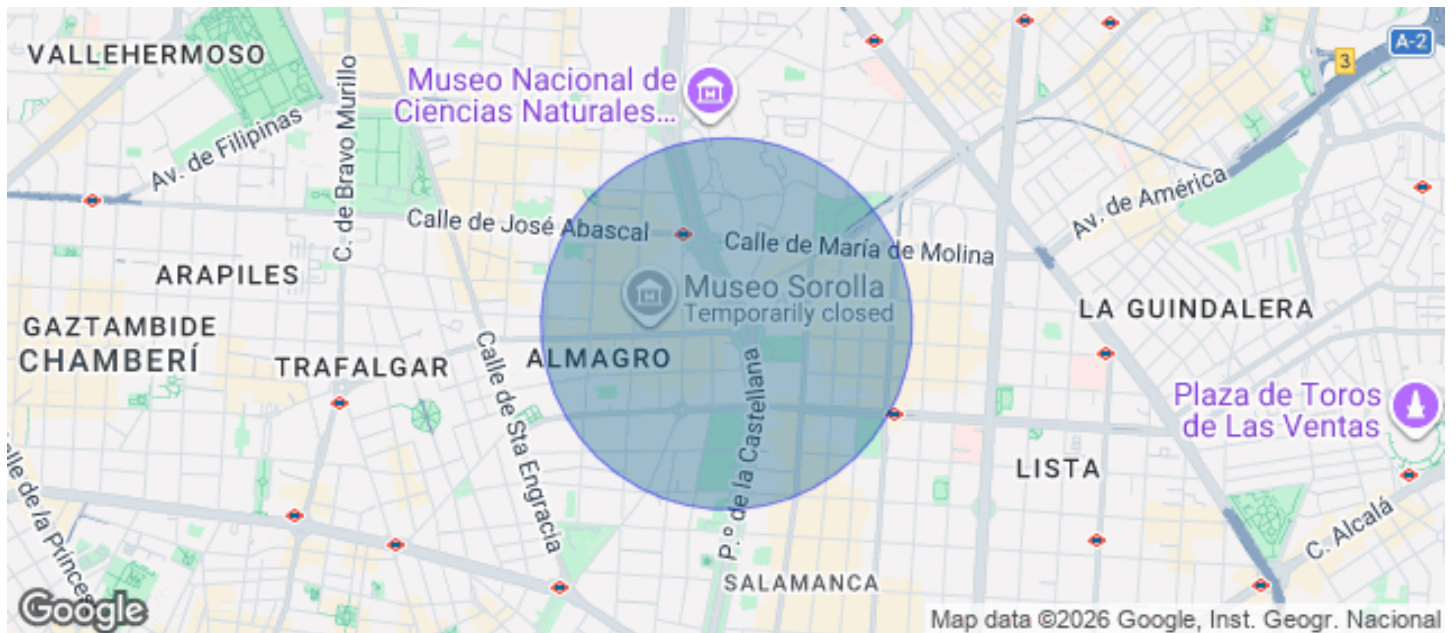 VALLEHERMOSO
Museo Nacional de
Ciencias Naturales...
A-2
3
Av. de Filipinas
C. de Bravo Murillo
Av. de América
Calle de José Abascal
Calle de María de Molina
ARAPILES
Museo Sorolla
Temporarily closed
LA GUINDALERA
GAZTAMBIDE
CHAMBERÍ
TRAFALGAR
ALMAGRO
Calle de Sta Engracia
P.º de la Castellana
Plaza de Toros
de Las Ventas
LISTA
alle de la Princes
C. Alcalá
SALAMANCA
Google
Map data ©2026 Google, Inst. Geogr. Nacional